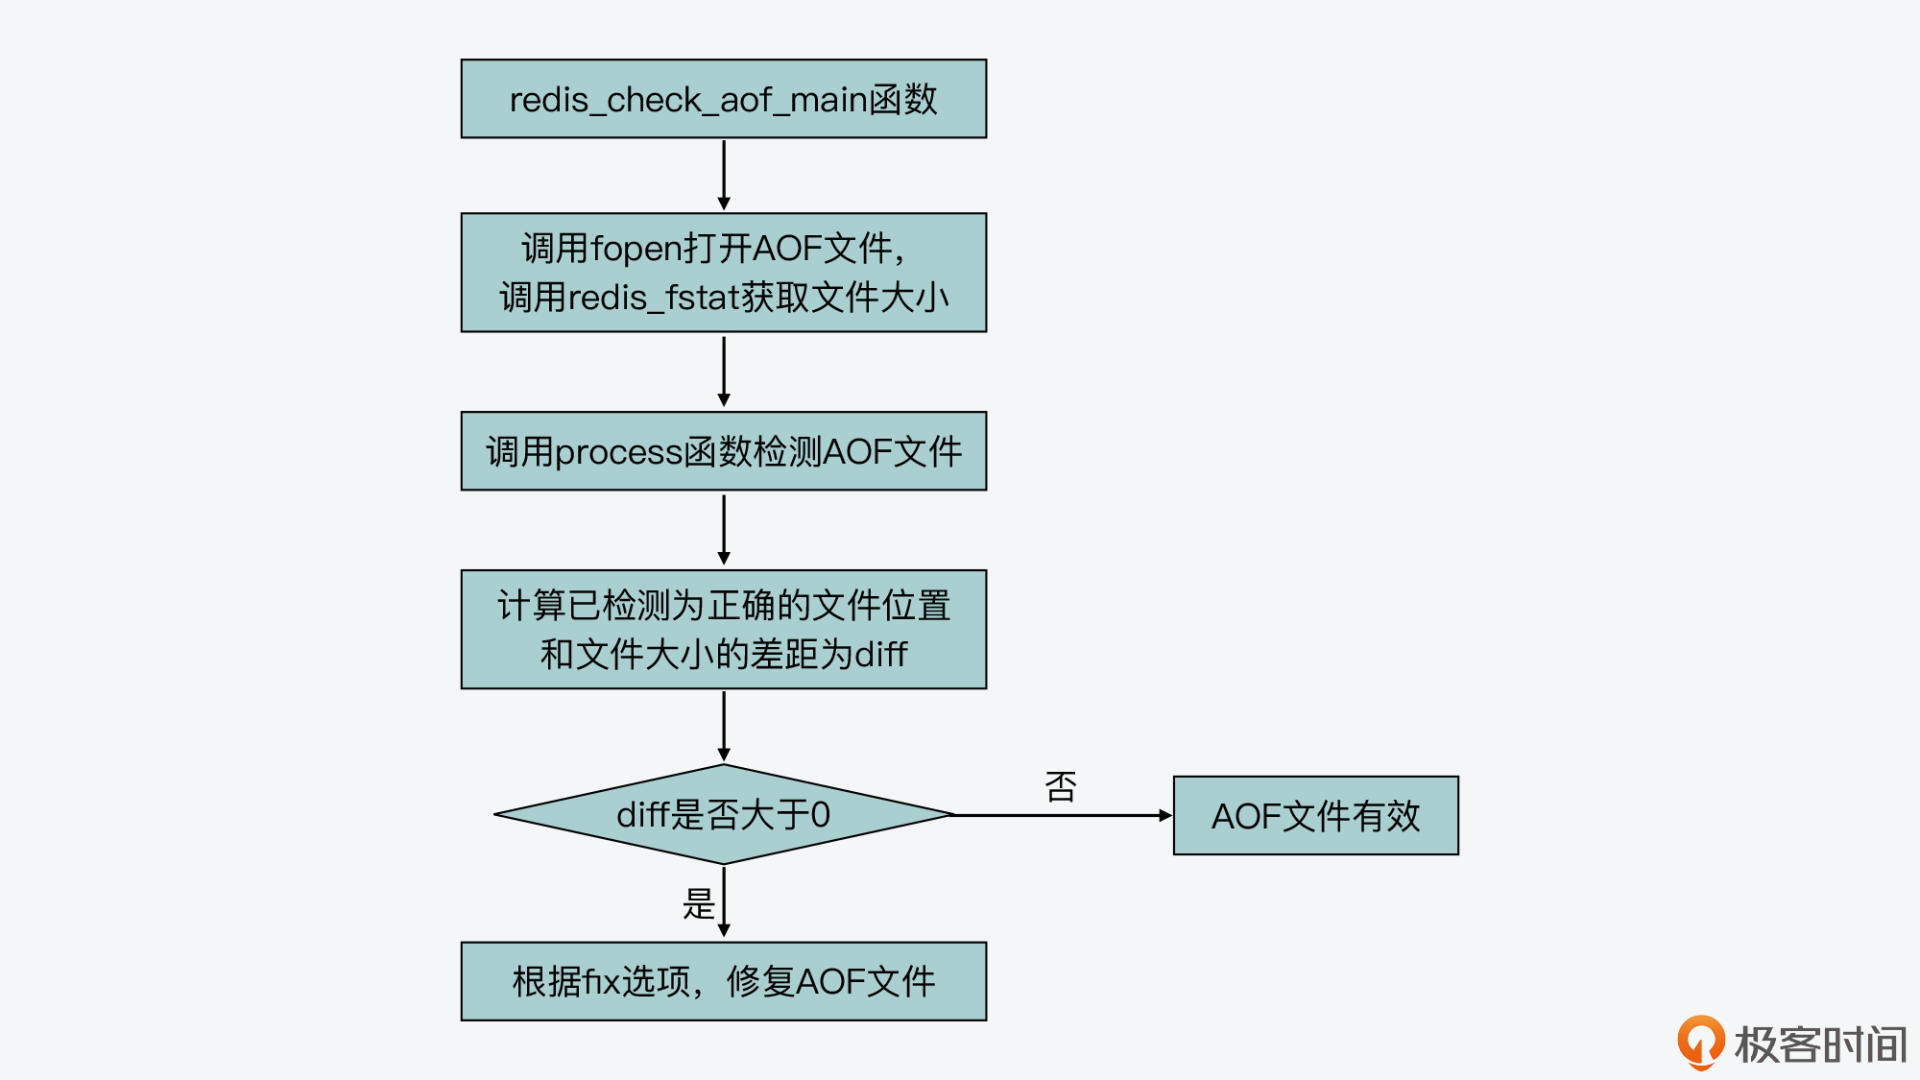 redis_check_aof_main函数
调用fopen打开AOF文件，
调用redis_fstat获取文件大小
调用process函数检测AOF文件
计算已检测为正确的文件位置
和文件大小的差距为diff
diff是否大于0
否
AOF文件有效
是
根据fix选项，修复AOF文件
极客时间